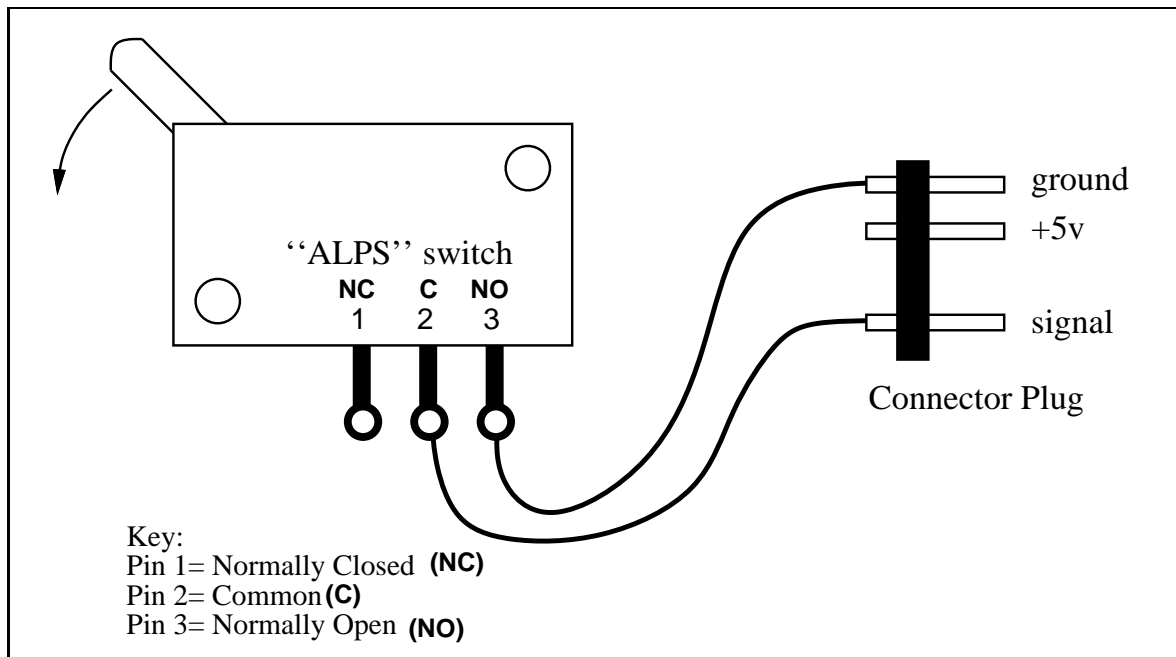 ground
+5v
‘‘ALPS’’ switch
NC C NO
1 2 3
signal
Connector Plug
Key:
Pin 1= Normally Closed (NC)
Pin 2= Common (C)
Pin 3= Normally Open (NO)